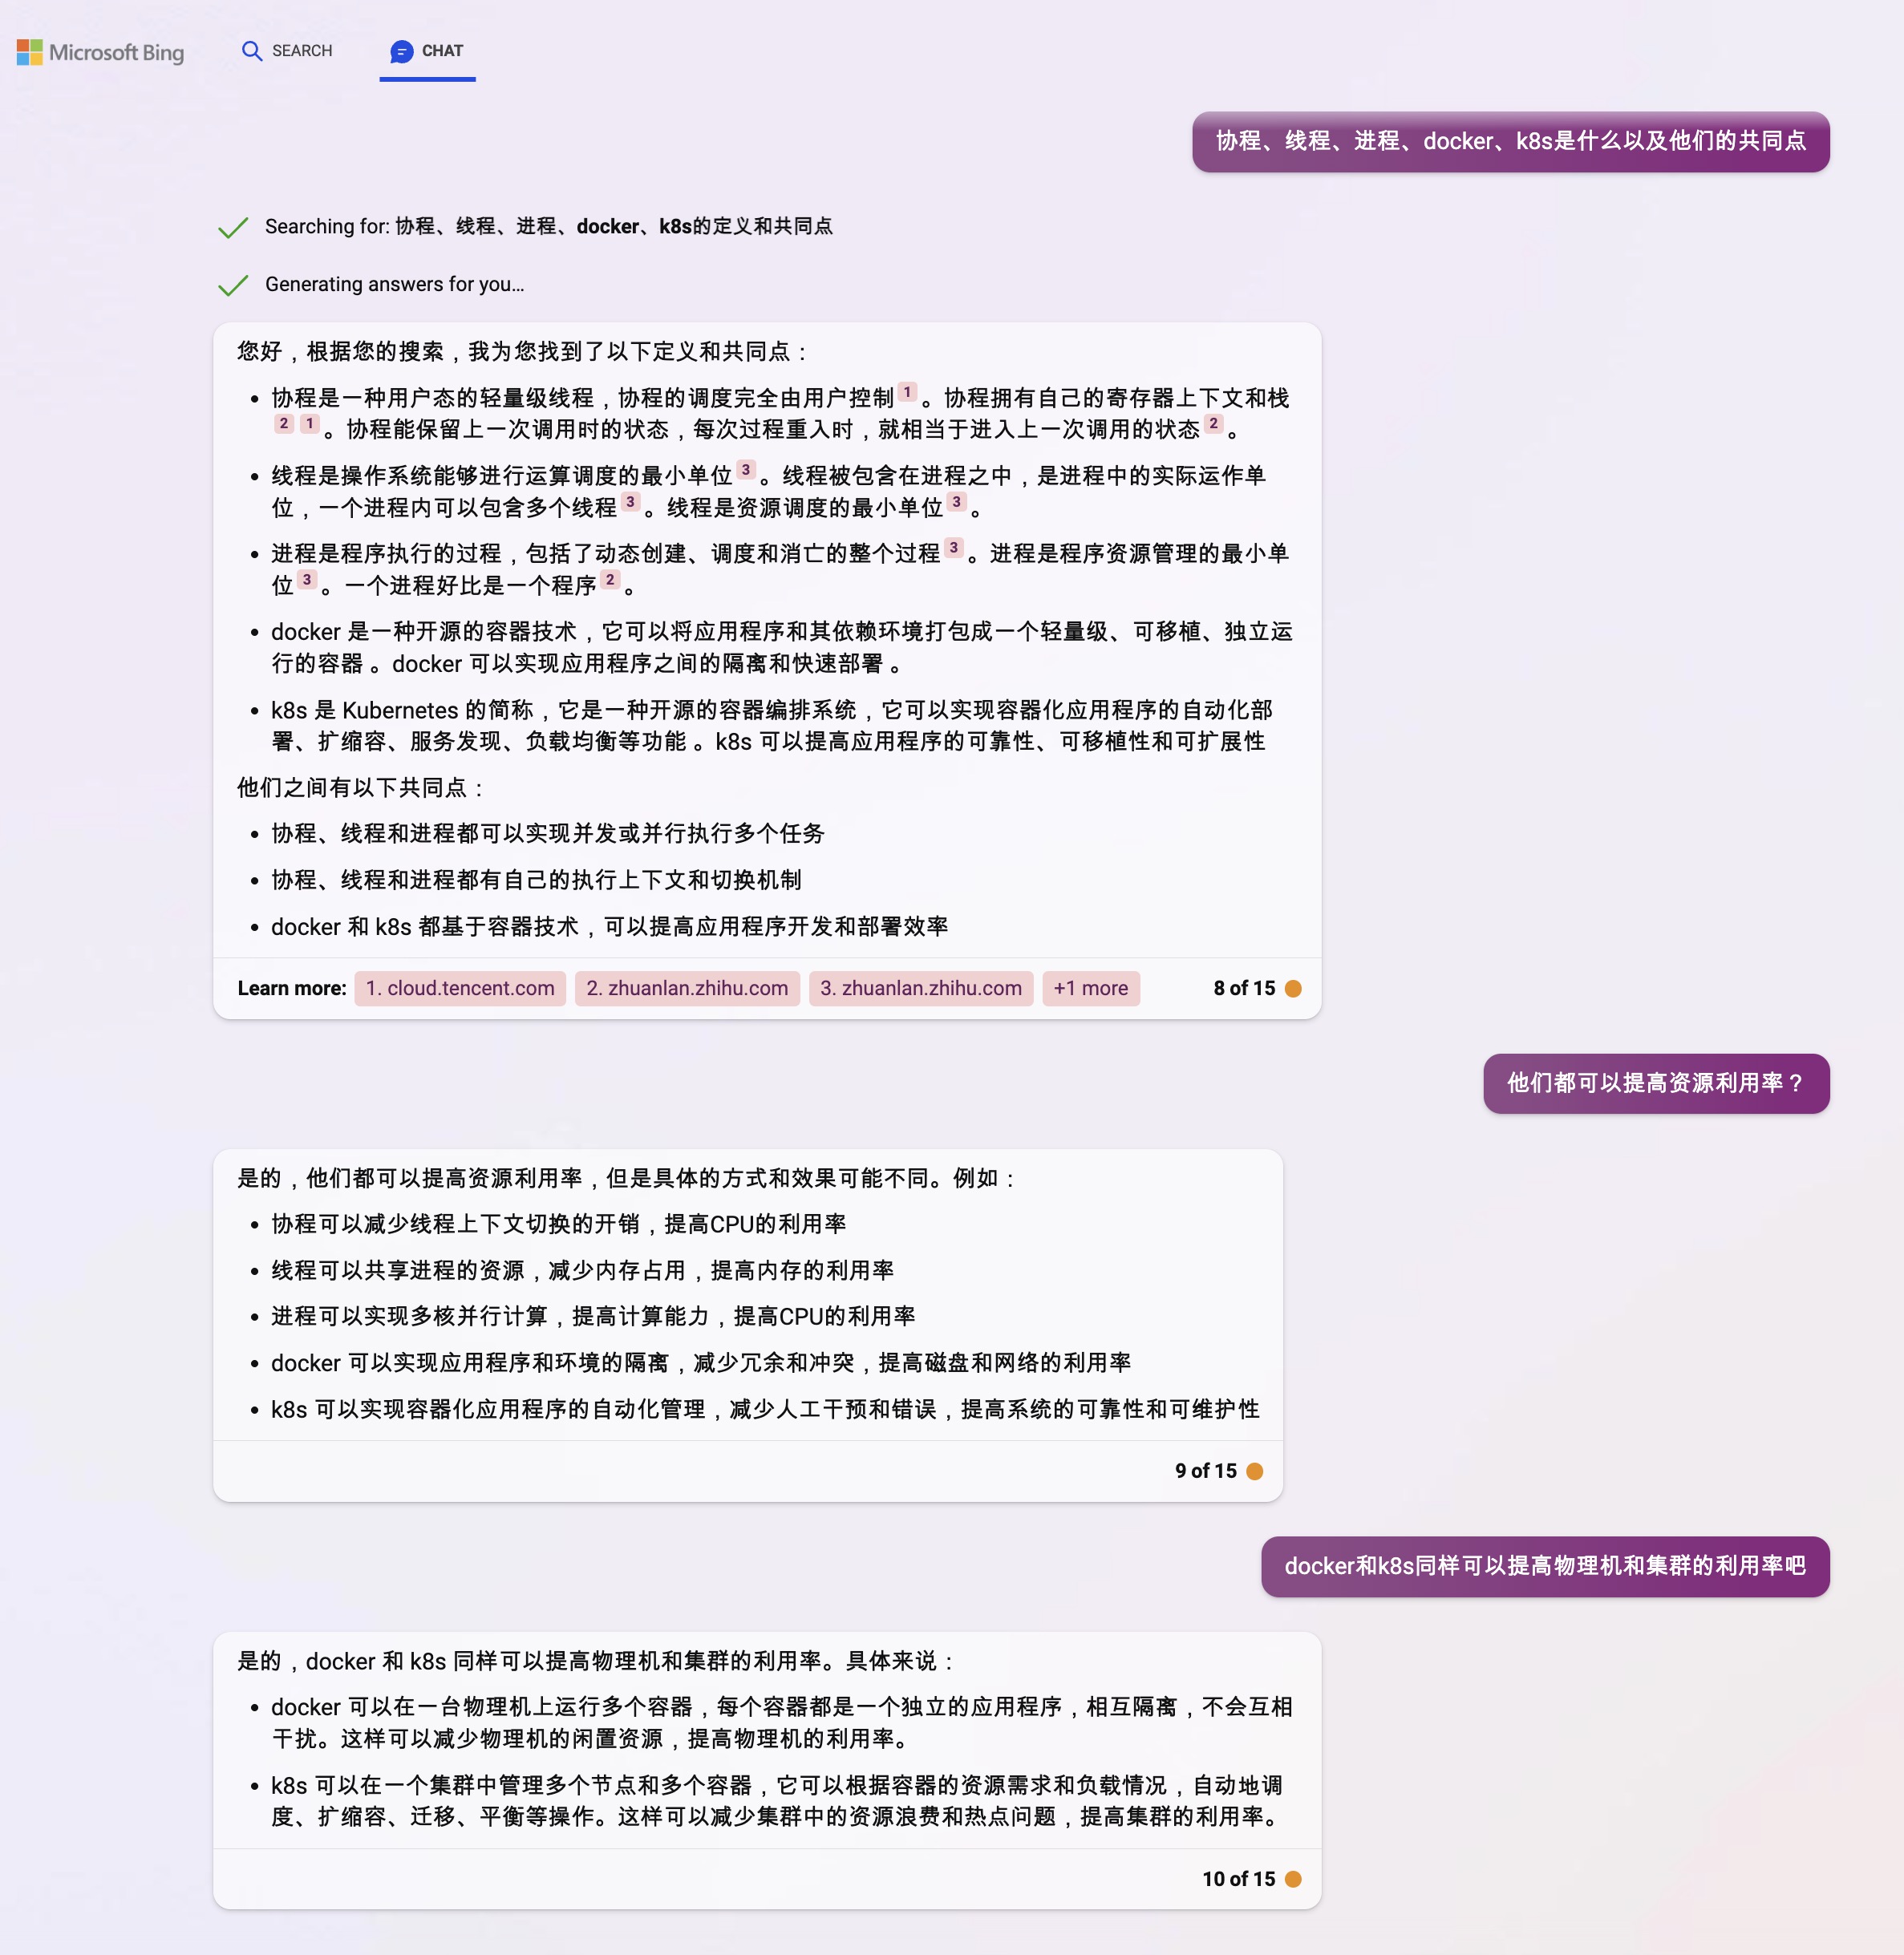 Microsoft Bing
SEARCH
CHAT
协程、线程、进程、docker、k8s是什么以及他们的共同点
Searching for: 协程、线程、进程、docker、k8s的定义和共同点
Generating answers for you…
您好，根据您的搜索，我为您找到了以下定义和共同点：
• 协程是一种用户态的轻量级线程，协程的调度完全由用户控制 1 。协程拥有自己的寄存器上下文和栈
2 1 。协程能保留上一次调用时的状态，每次过程重入时，就相当于进入上一次调用的状态 2 。
• 线程是操作系统能够进行运算调度的最小单位 3 。线程被包含在进程之中，是进程中的实际运作单
位，一个进程内可以包含多个线程 3 。线程是资源调度的最小单位 3 。
• 进程是程序执行的过程，包括了动态创建、调度和消亡的整个过程 3 。进程是程序资源管理的最小单
位 3 。一个进程好比是一个程序 2 。
• docker 是一种开源的容器技术，它可以将应用程序和其依赖环境打包成一个轻量级、可移植、独立运
行的容器 。docker 可以实现应用程序之间的隔离和快速部署 。
• k8s 是 Kubernetes 的简称，它是一种开源的容器编排系统，它可以实现容器化应用程序的自动化部
署、扩缩容、服务发现、负载均衡等功能 。k8s 可以提高应用程序的可靠性、可移植性和可扩展性
他们之间有以下共同点：
• 协程、线程和进程都可以实现并发或并行执行多个任务
• 协程、线程和进程都有自己的执行上下文和切换机制
• docker 和 k8s 都基于容器技术，可以提高应用程序开发和部署效率
Learn more: 1. cloud.tencent.com 2. zhuanlan.zhihu.com 3. zhuanlan.zhihu.com +1 more 8 of 15
他们都可以提高资源利用率？
是的，他们都可以提高资源利用率，但是具体的方式和效果可能不同。例如：
• 协程可以减少线程上下文切换的开销，提高CPU的利用率
• 线程可以共享进程的资源，减少内存占用，提高内存的利用率
• 进程可以实现多核并行计算，提高计算能力，提高CPU的利用率
• docker 可以实现应用程序和环境的隔离，减少冗余和冲突，提高磁盘和网络的利用率
• k8s 可以实现容器化应用程序的自动化管理，减少人工干预和错误，提高系统的可靠性和可维护性
9 of 15
docker和k8s同样可以提高物理机和集群的利用率吧
是的，docker 和 k8s 同样可以提高物理机和集群的利用率。具体来说：
• docker 可以在一台物理机上运行多个容器，每个容器都是一个独立的应用程序，相互隔离，不会互相
干扰。这样可以减少物理机的闲置资源，提高物理机的利用率。
• k8s 可以在一个集群中管理多个节点和多个容器，它可以根据容器的资源需求和负载情况，自动地调
度、扩缩容、迁移、平衡等操作。这样可以减少集群中的资源浪费和热点问题，提高集群的利用率。
10 of 15